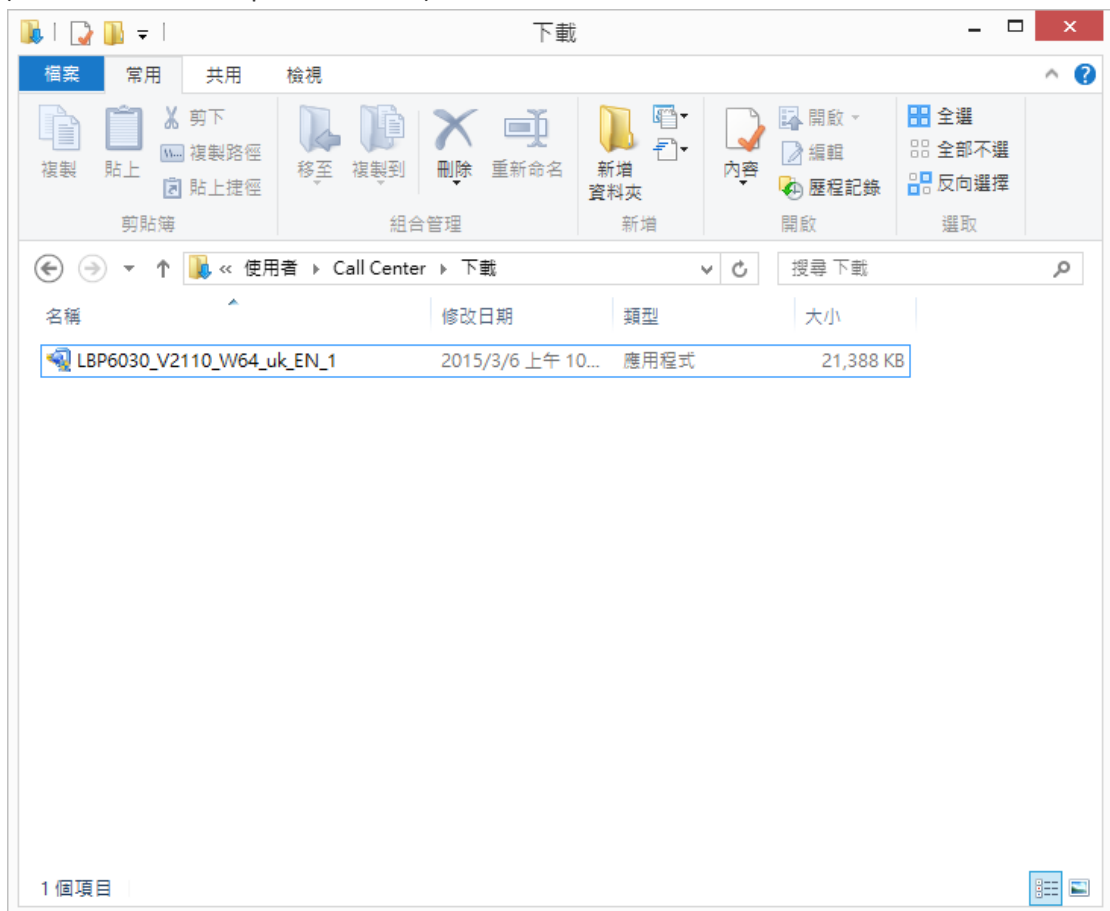 下載
檔案 常用 共用 檢視
複製
貼上
剪下
複製路徑
貼上捷徑
移至
複製到
刪除
重新命名
新增
資料夾
內容
開啟
編輯
歷程記錄
全選
全部不選
反向選擇
剪貼簿 組合管理 新增 開啟 選取
« 使用者 Call Center 下載 搜尋 下載
名稱 修改日期 類型 大小
LBP6030_V2110_W64_uk_EN_1 2015/3/6 上午 10... 應用程式 21,388 KB
1 個項目